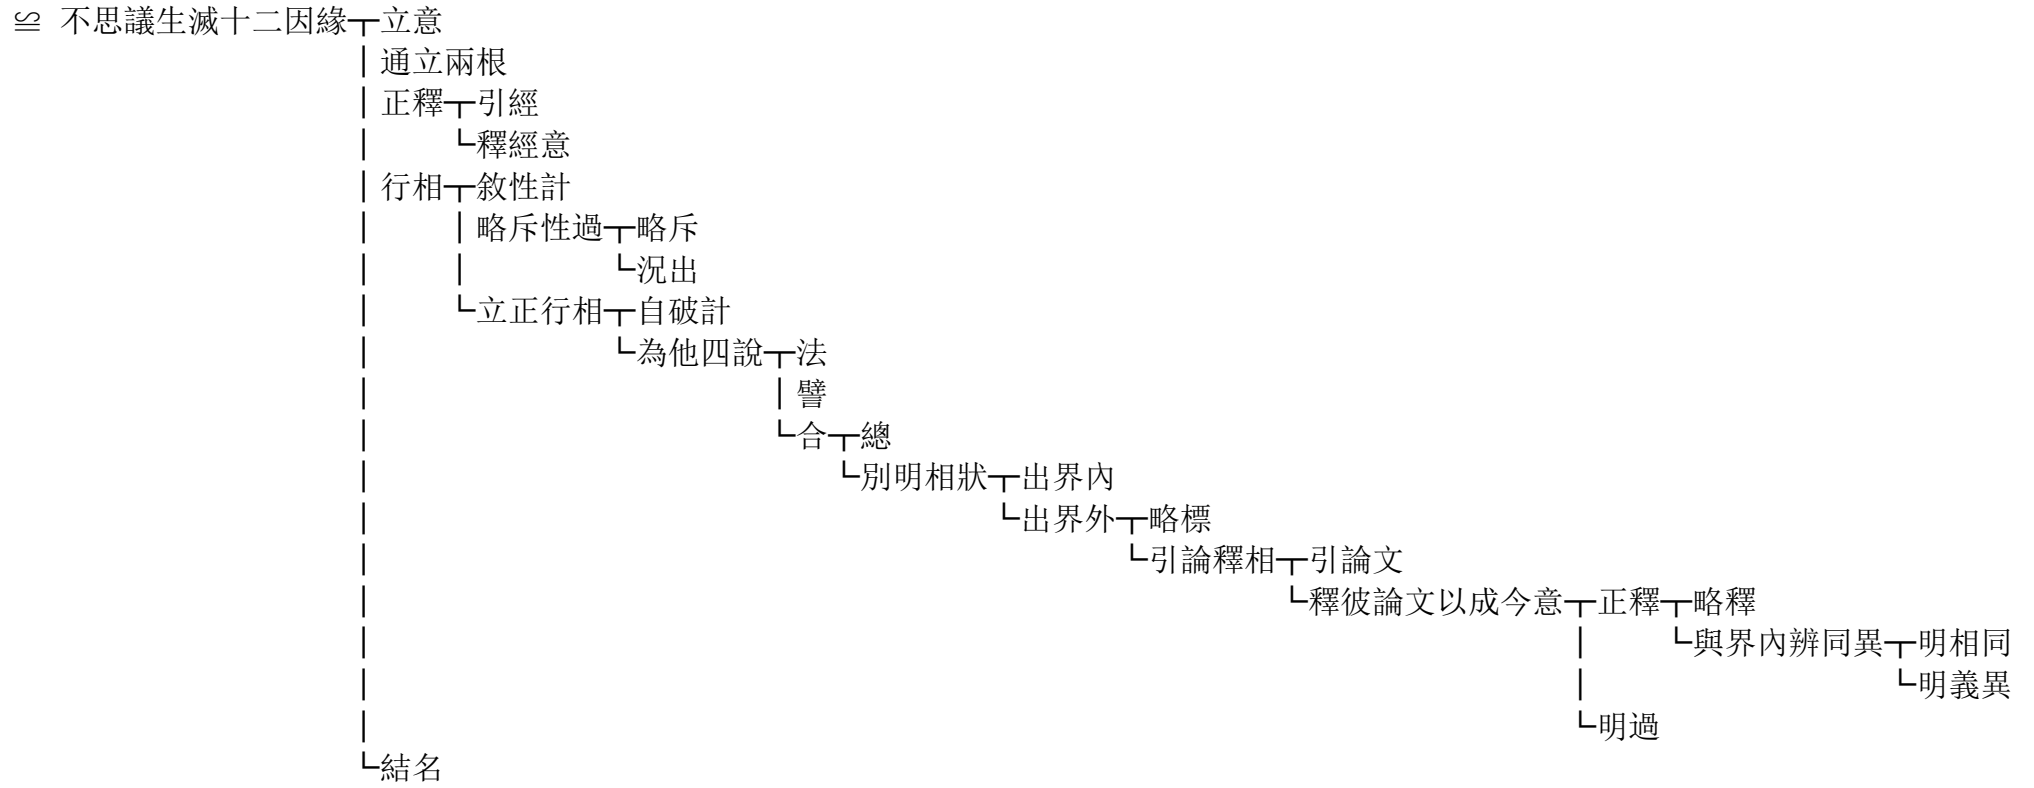 ≌ 不思議生滅十二因緣┬立意
│通立兩根
│正釋┬引經
│　　└釋經意
│行相┬敘性計
│　　│略斥性過┬略斥
│　　│　　　　└況出
│　　└立正行相┬自破計
│　　　　　　　└為他四說┬法
│　　　　　　　　　　　　│譬
│　　　　　　　　　　　　└合┬總
│　　　　　　　　　　　　　　└別明相狀┬出界內
│　　　　　　　　　　　　　　　　　　　└出界外┬略標
│　　　　　　　　　　　　　　　　　　　　　　　└引論釋相┬引論文
│　　　　　　　　　　　　　　　　　　　　　　　　　　　　└釋彼論文以成今意┬正釋┬略釋
│　　　　　　　　　　　　　　　　　　　　　　　　　　　　　　　　　　　　　│　　└與界內辨同異┬明相同
│　　　　　　　　　　　　　　　　　　　　　　　　　　　　　　　　　　　　　│　　　　　　　　　└明義異
│　　　　　　　　　　　　　　　　　　　　　　　　　　　　　　　　　　　　　└明過
└結名